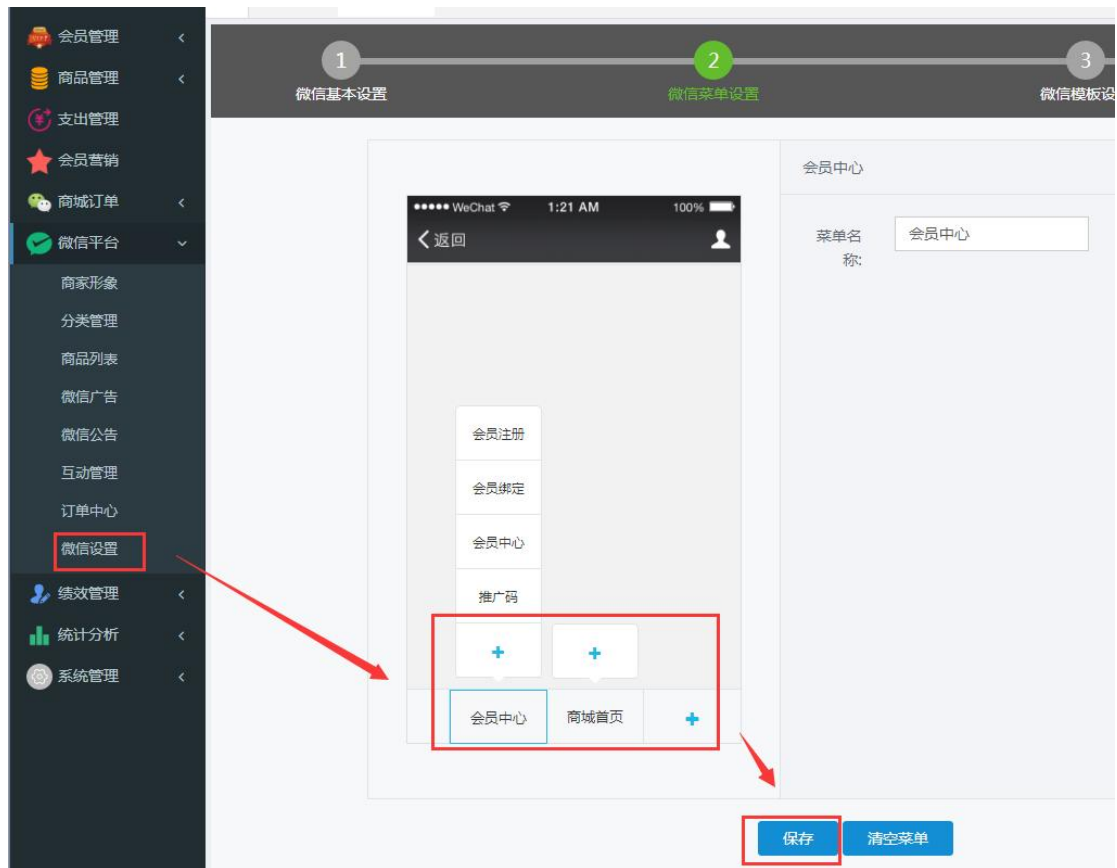 会员管理
商品管理
支出管理
会员营销
商城订单
微信平台
商家形象
分类管理
商品列表
微信广告
微信公告
互动管理
订单中心
微信设置
绩效管理
统计分析
系统管理
1
2
3
微信基本设置
微信菜单设置
微信模板设
WeChat
1:21 AM
100%
返回
会员注册
会员绑定
会员中心
推广码
会员中心
商城首页
会员中心
菜单名
称:
会员中心
保存
清空菜单